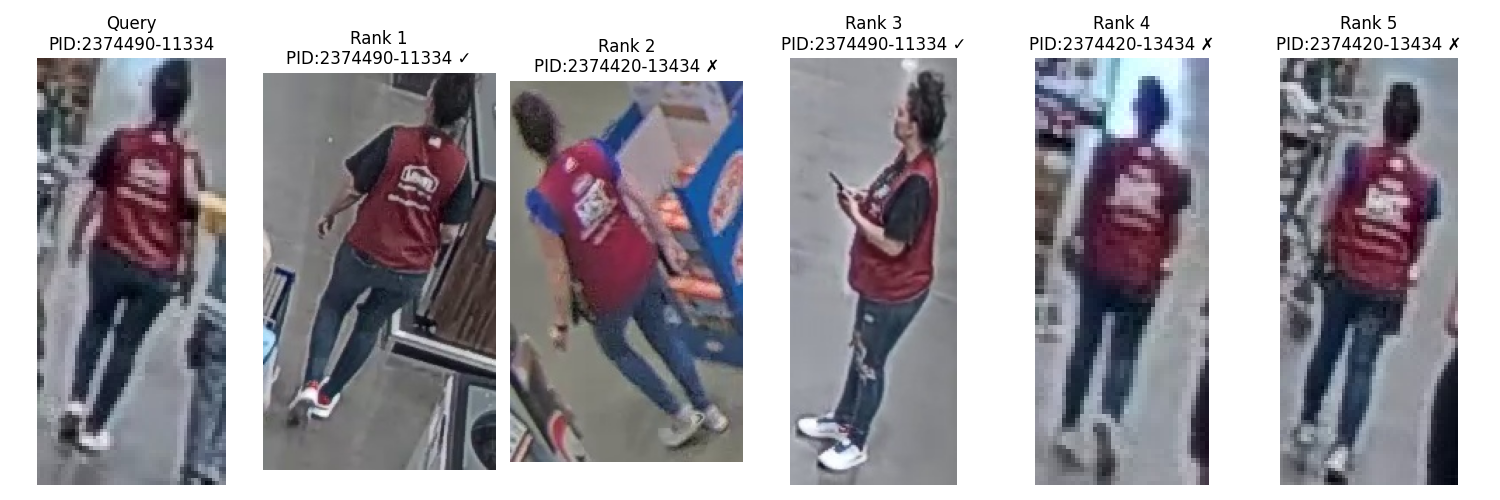 Query
PID:2374490-11334
Rank 1
PID:2374490-11334 ✓
Rank 2
PID:2374420-13434 ✗
Rank 3
PID:2374490-11334 ✓
Rank 4
PID:2374420-13434 ✗
Rank 5
PID:2374420-13434 ✗